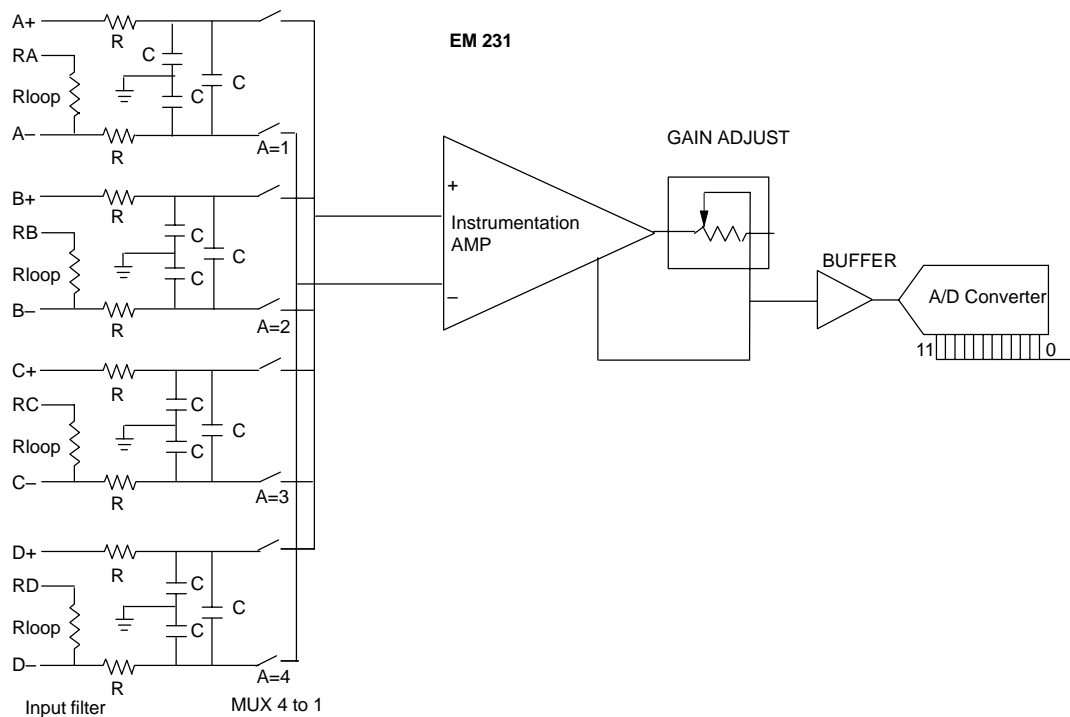 EM 231
A+
R
RA
C
C
C
Rloop
A–
R
A=1
B+
R
RB
C
C
C
Rloop
B–
R
A=2
C+
R
RC
C
C
C
Rloop
C–
R
A=3
D+
R
RD
C
C
C
Rloop
D–
R
A=4
Input filter
MUX 4 to 1
+
Instrumentation
AMP
–
GAIN ADJUST
BUFFER
A/D Converter
11
0